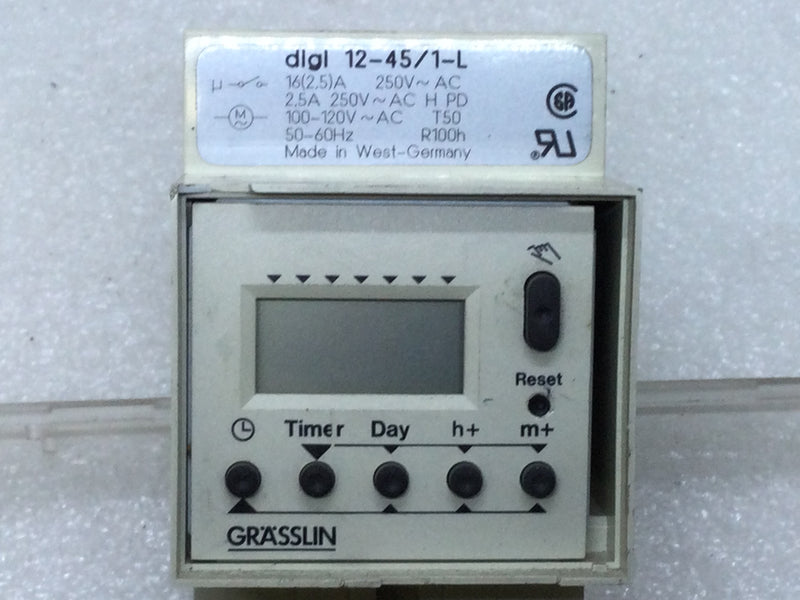 digi 12-45/1-L
16(2,5)A 250V~ AC
2,5A 250V~AC H PD
100-120V~AC T50
50-60Hz R100h
Made in West-Germany
Reset
Timer Day h+ m+
GRÄSSLIN